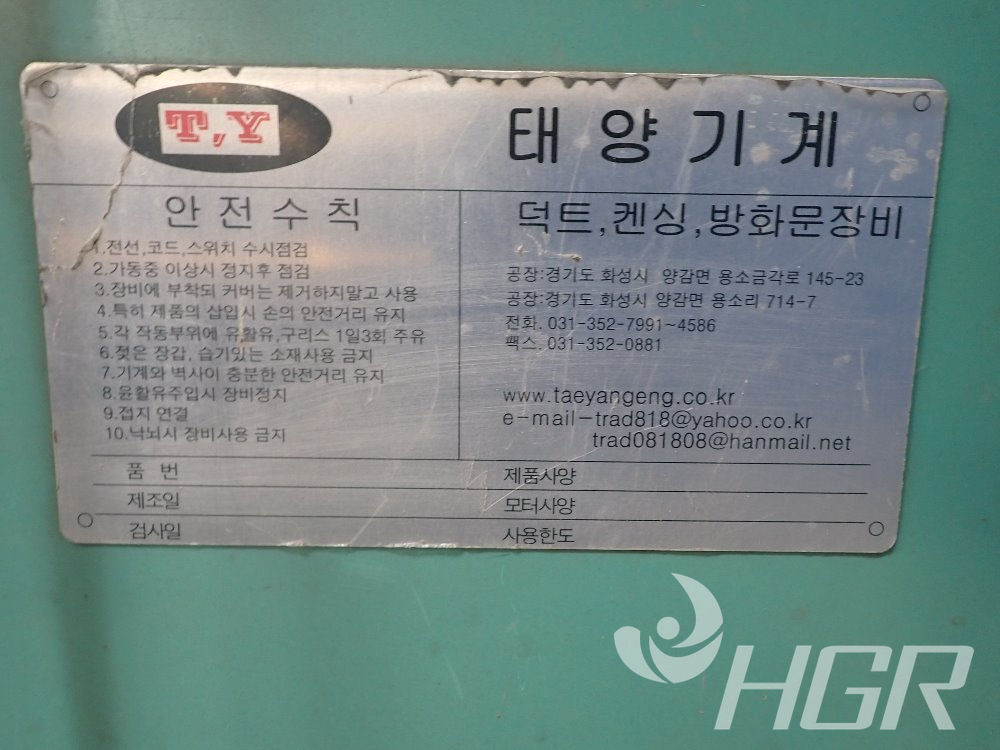 T,Y
태양기계
안전수칙
1.전선,코드,스위치 수시점검
2.가동중 이상시 정지후 점검
3.장비에 부착되 커버는 제거하지말고 사용
4.특히 제품의 삽입시 손의 안전거리 유지
5.각 작동부위에 유활유,구리스 1일3회 주유
6.젖은 장갑, 습기있는 소재사용 금지
7.기계와 벽사이 충분한 안전거리 유지
8.윤활유주입시 장비정지
9.접지 연결
10.낙뇌시 장비사용 금지
덕트,켄싱,방화문장비
공장:경기도 화성시 양감면 용소금각로 145-23
공장:경기도 화성시 양감면 용소리 714-7
전화. 031-352-7991~4586
팩스. 031-352-0881
www.taeyangeng.co.kr
e-mail-trad818@yahoo.co.kr
trad081808@hanmail.net
품 번
제품사양
제조일
모터사양
검사일
사용한도
HGR